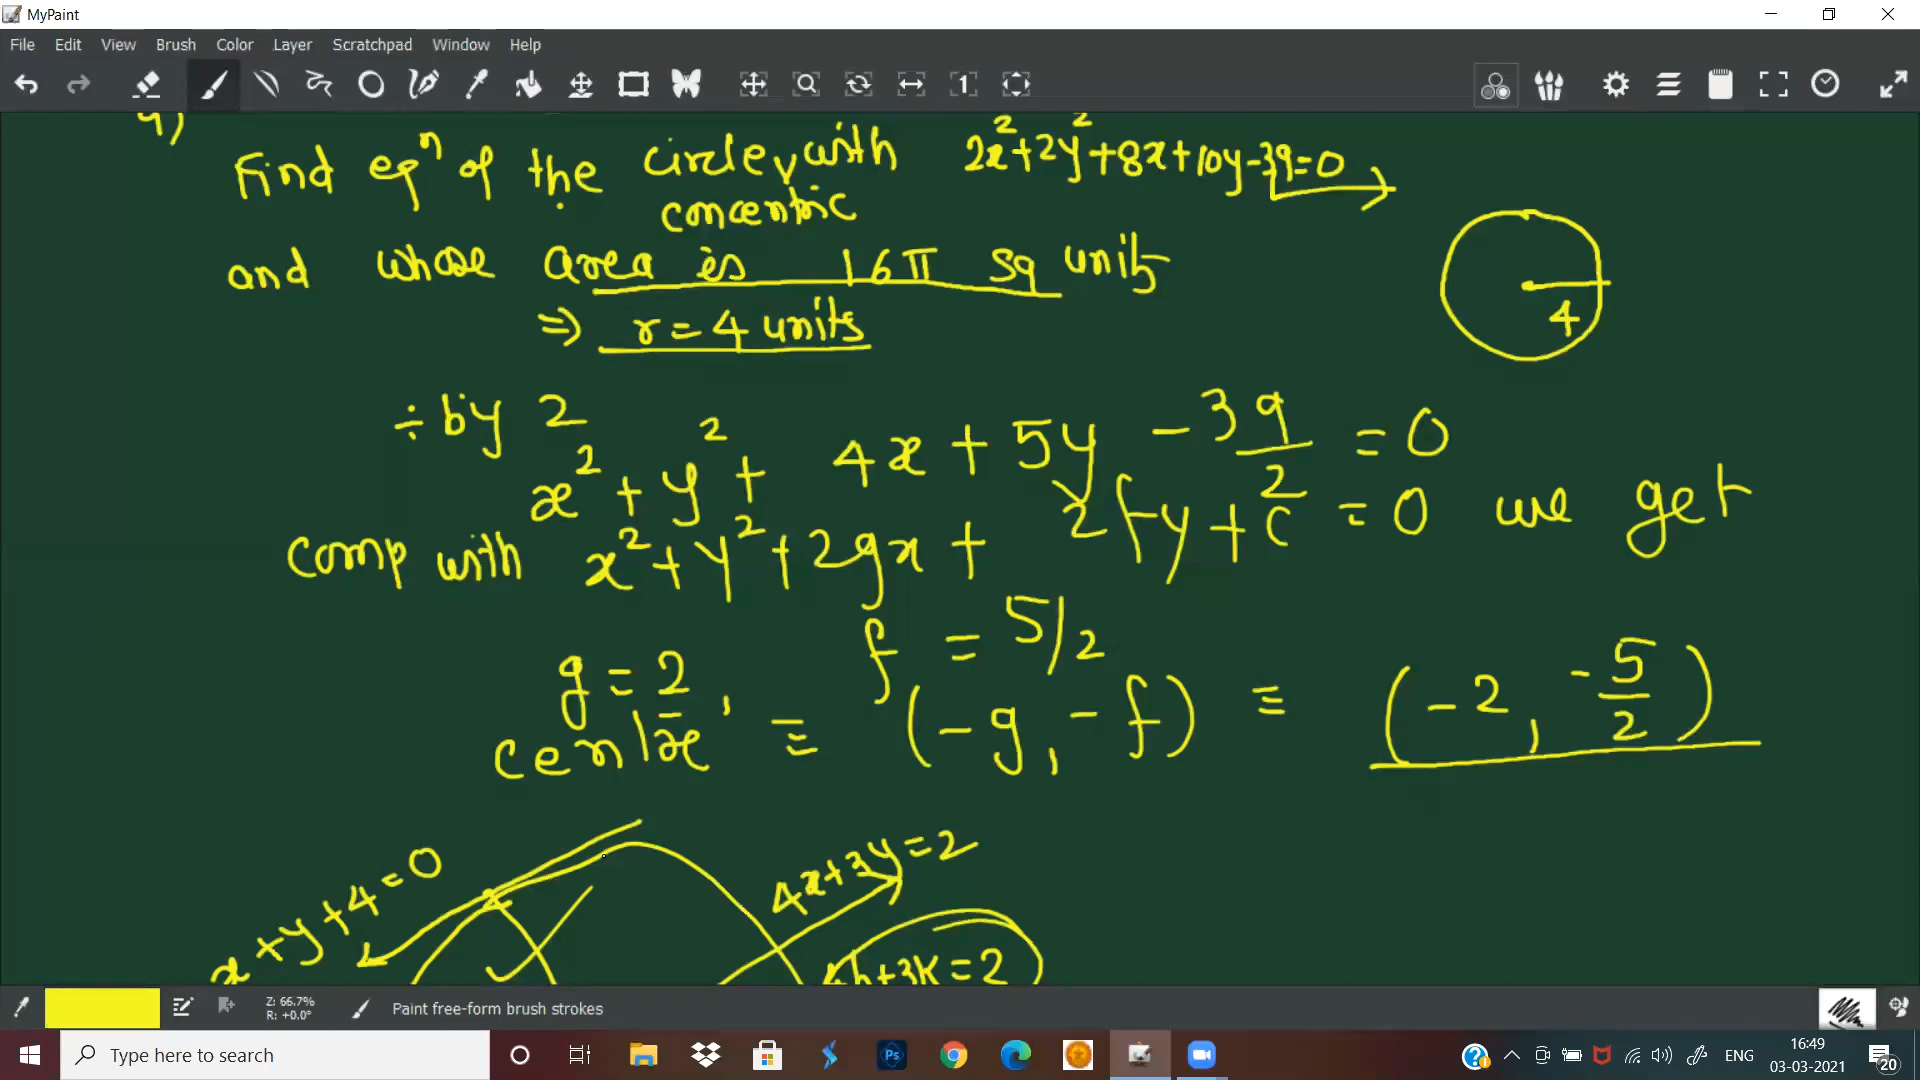 MyPaint
File Edit View Brush Color Layer Scratchpad Window Help
4)
Find eqⁿ of the circle with 2x²+2y²+8x+10y-39=0
concentric
and whose area is 16π sq units
⇒ r = 4 units
4
÷ by 2
x² + y² + 4x + 5y - 39/2 = 0
Comp with x² + y² + 2gx + 2fy + c = 0 we get
g = 2, f = 5/2
centre ≡ (-g, -f) ≡ (-2, -5/2)
x+y+4=0
4x+3y=2
4h+3k=2
Z: 66.7%
R: +0.0°
Paint free-form brush strokes
Type here to search
ENG
16:49
03-03-2021
20